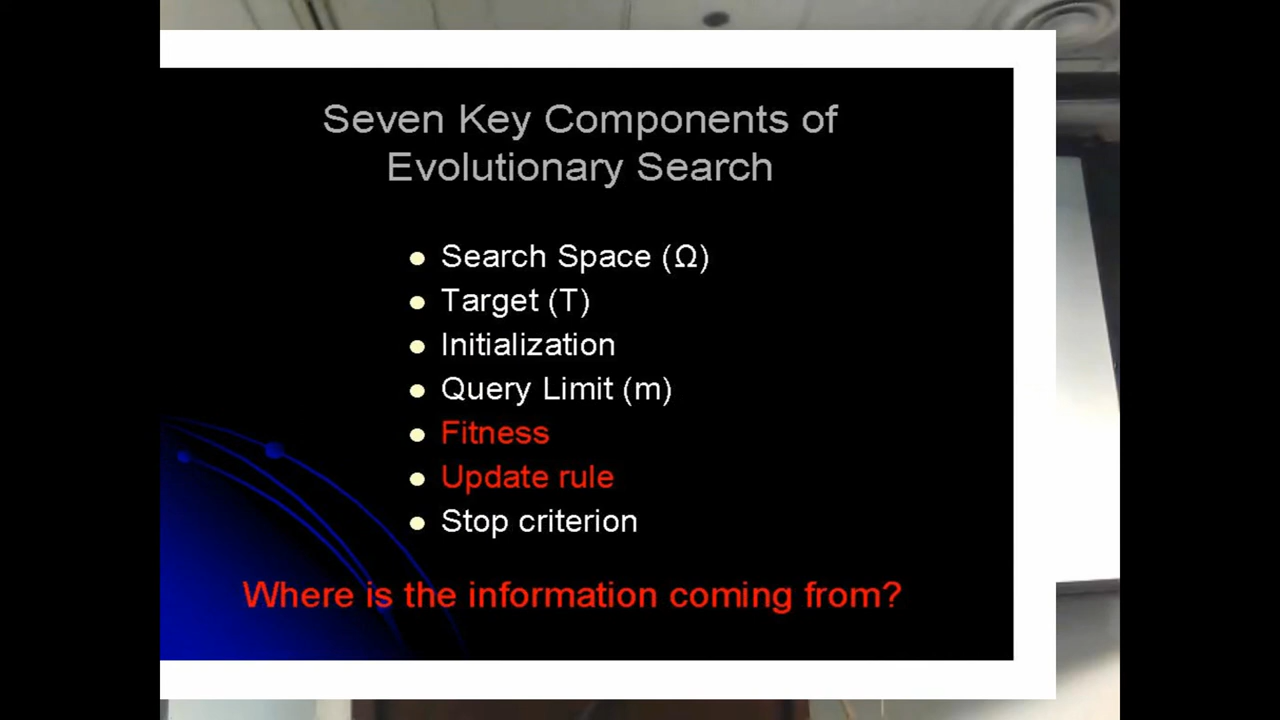 Seven Key Components of
Evolutionary Search
Search Space (Ω)
Target (T)
Initialization
Query Limit (m)
Fitness
Update rule
Stop criterion
Where is the information coming from?